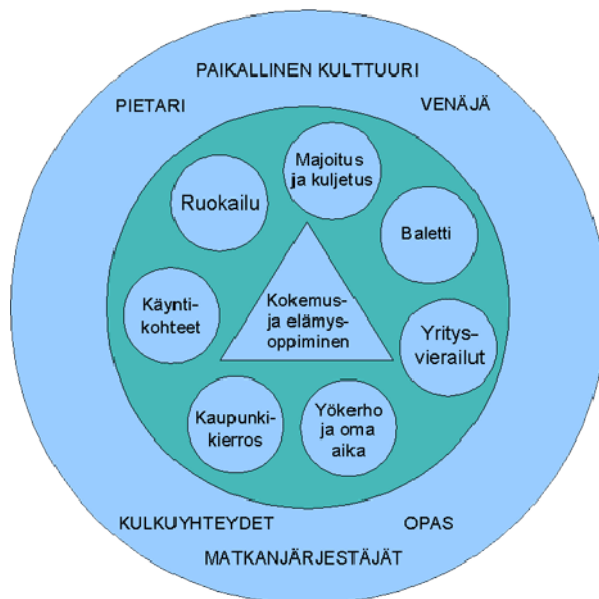 PAIKALLINEN KULTTUURI
PIETARI
VENÄJÄ
Majoitus
ja kuljetus
Ruokailu
Baletti
Käynti-
kohteet
Kokemus-
ja elämys-
oppiminen
Yritys-
vierailut
Kaupunki-
kierros
Yökerho
ja oma
aika
KULKUYHTEYDET
OPAS
MATKANJÄRJESTÄJÄT